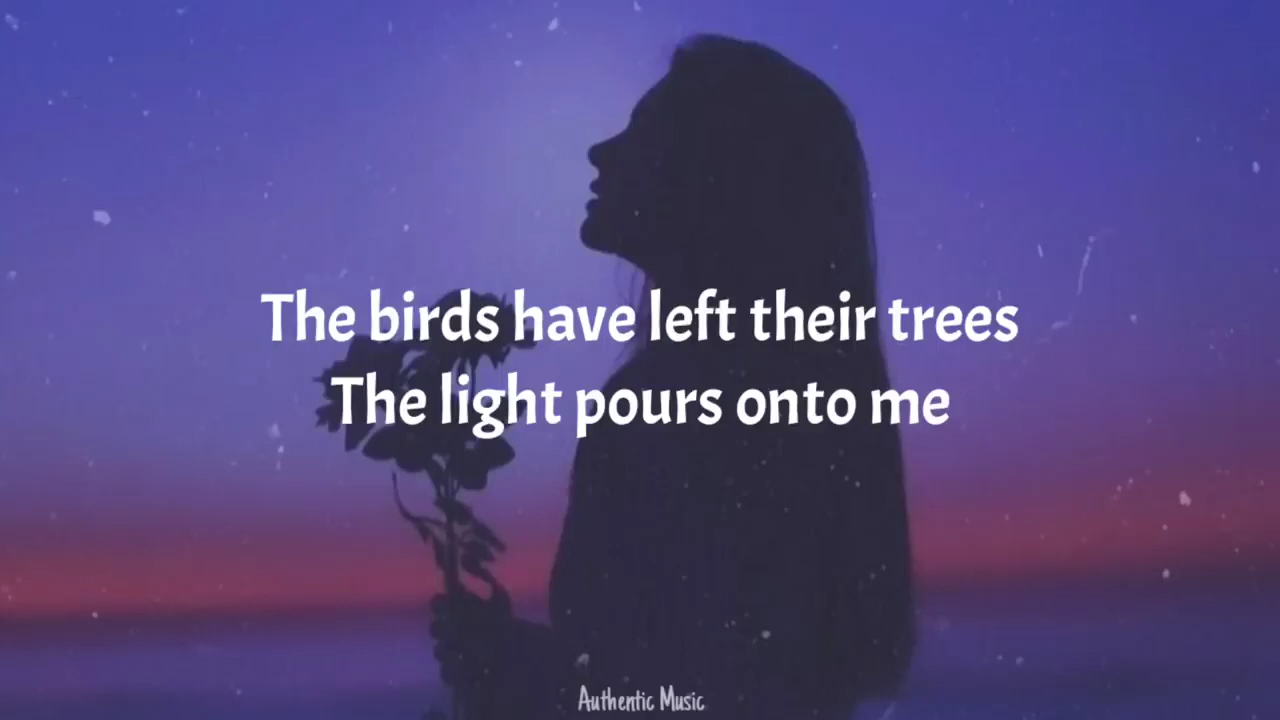 The birds have left their trees
The light pours onto me
Authentic Music